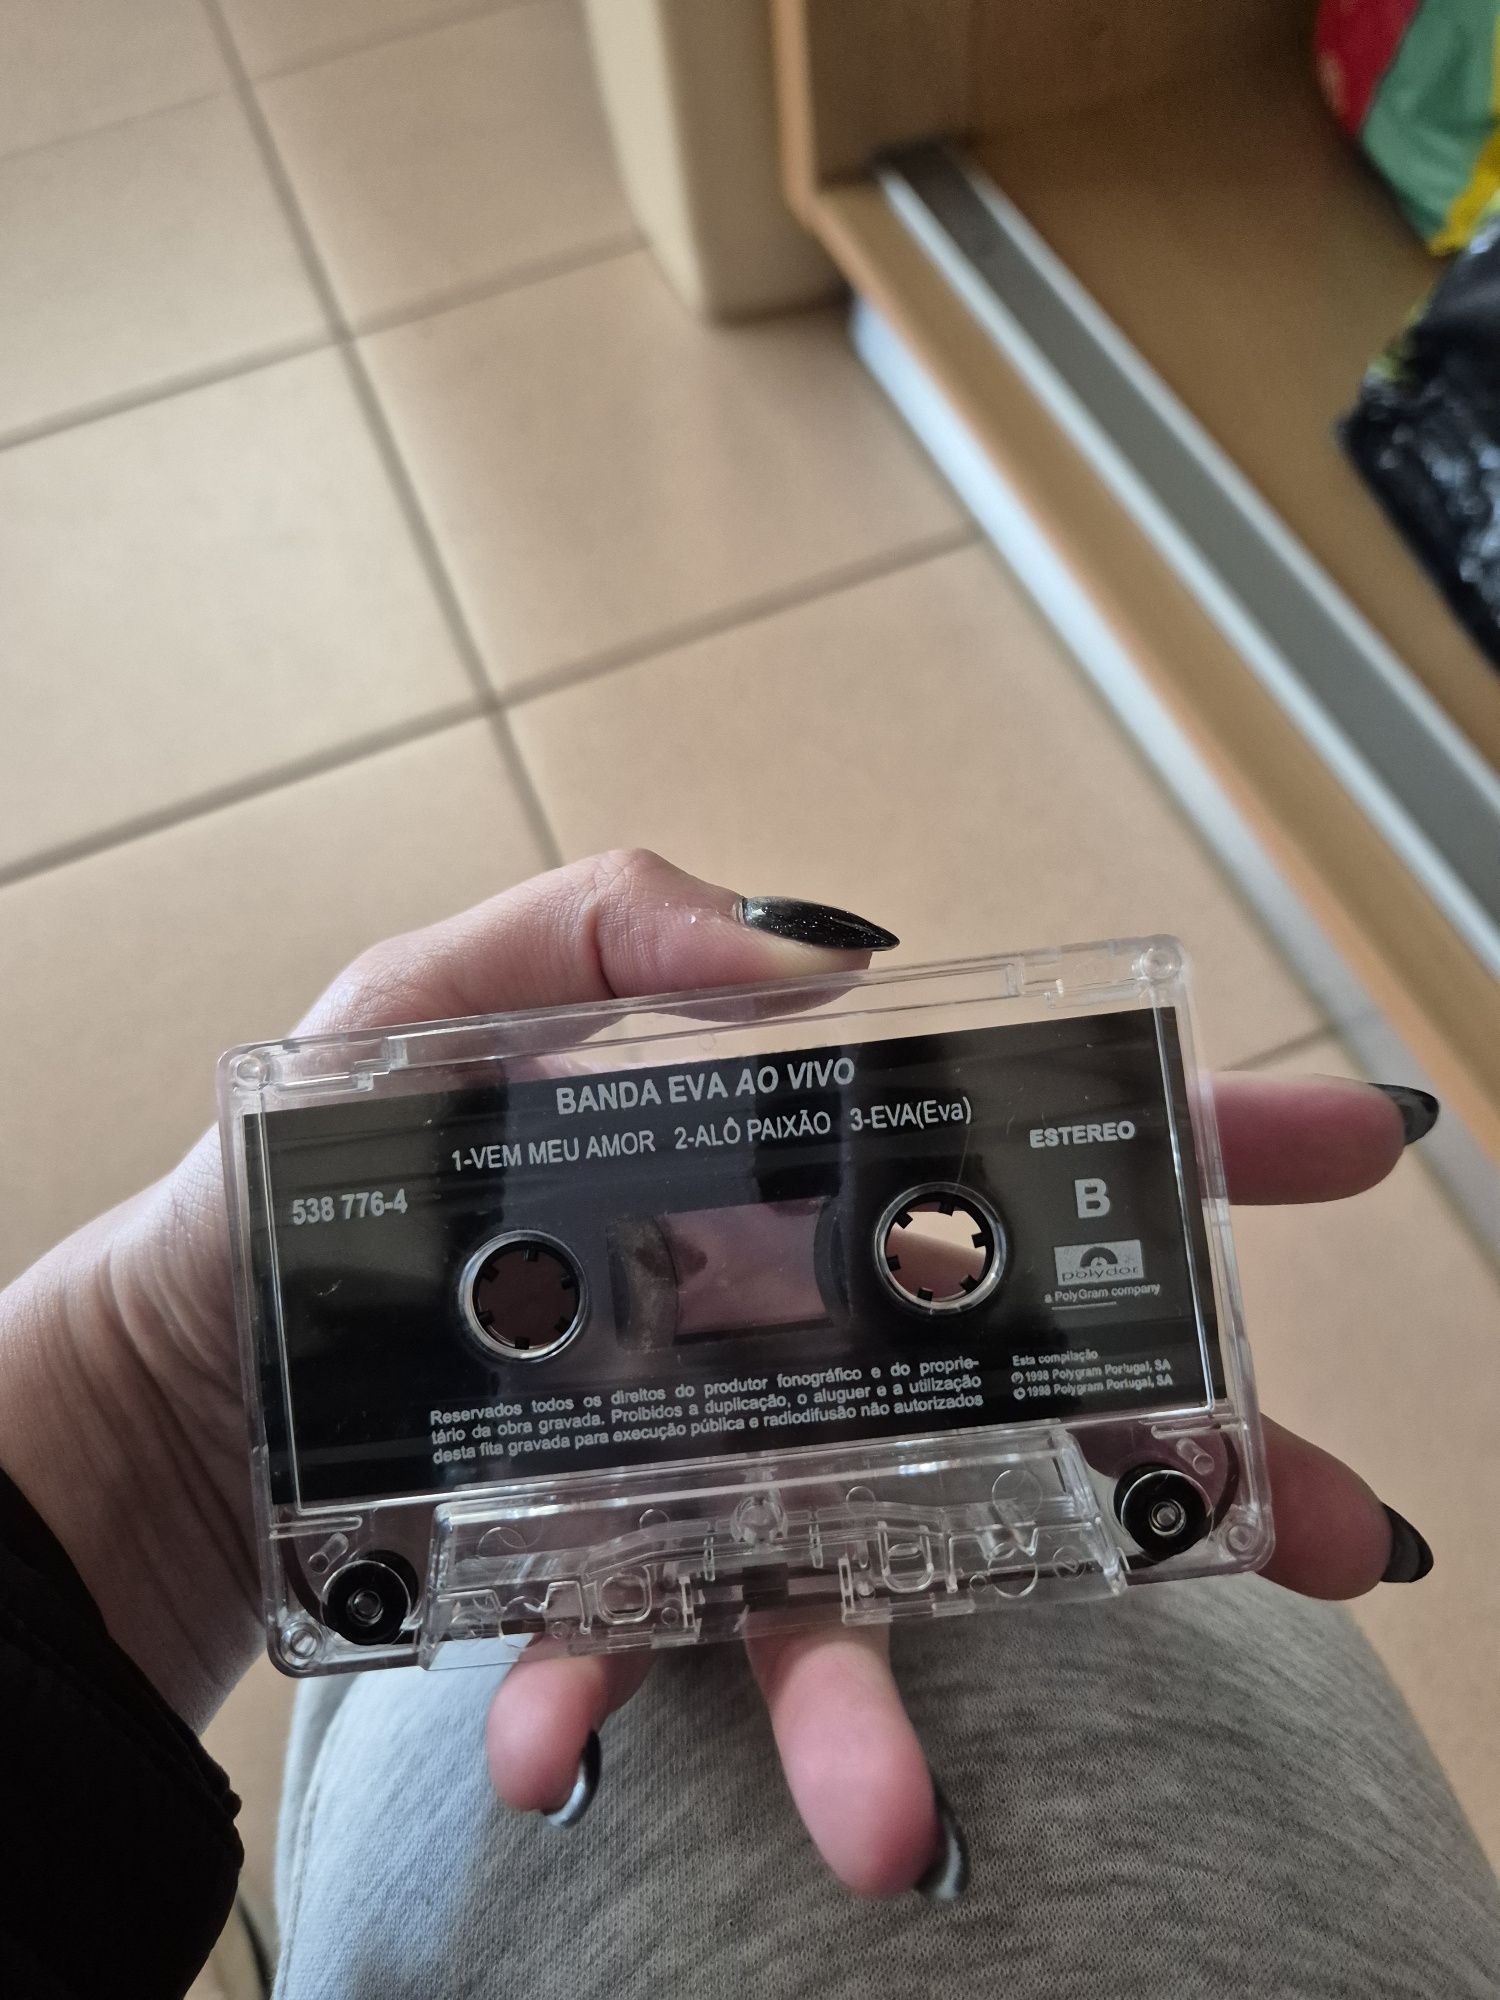 BANDA EVA AO VIVO
1-VEM MEU AMOR 2-ALÔ PAIXÃO 3-EVA(Eva)
ESTEREO
538 776-4
B
polydor
a PolyGram company
Reservados todos os direitos do produtor fonográfico e do proprie-
tário da obra gravada. Proibidos a duplicação, o aluguer e a utilização
desta fita gravada para execução pública e radiodifusão não autorizados
Esta compilação
℗ 1998 Polygram Portugal, SA
© 1998 Polygram Portugal, SA